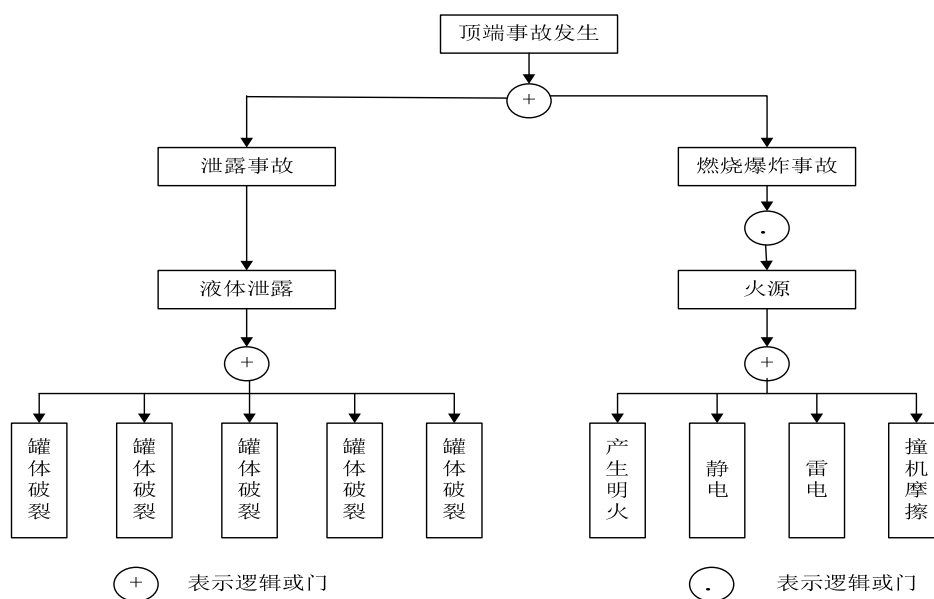 顶端事故发生
+
泄露事故
燃烧爆炸事故
.
液体泄露
火源
+
+
罐体破裂
罐体破裂
罐体破裂
罐体破裂
罐体破裂
产生明火
静电
雷电
撞机摩擦
+ 表示逻辑或门
. 表示逻辑或门